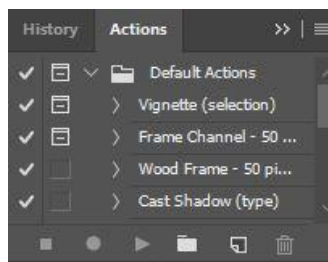 History Actions
Default Actions
Vignette (selection)
Frame Channel - 50 ...
Wood Frame - 50 pi...
Cast Shadow (type)